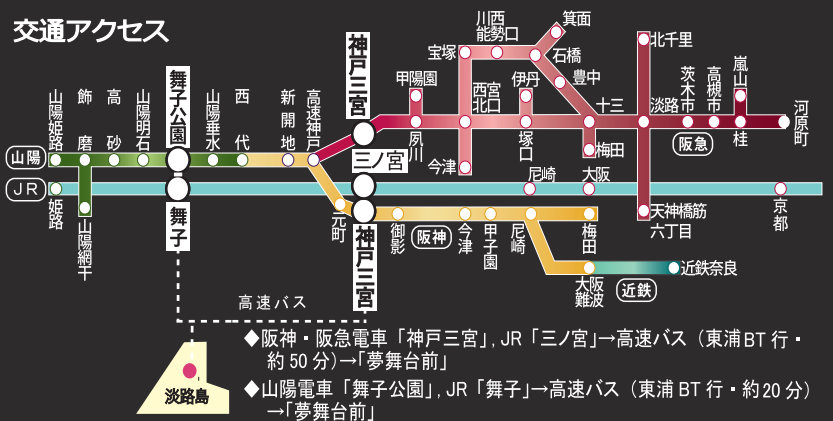 交通アクセス
山陽
山陽姫路
飾磨
高砂
山陽明石
舞子公園
山陽垂水
西代
新開地
高速神戸
山陽網干
神戸三宮
甲陽園
夙川
宝塚
川西能勢口
箕面
石橋
豊中
西宮北口
今津
伊丹
塚口
十三
梅田
北千里
淡路
茨木市
高槻市
嵐山
桂
河原町
阪急
天神橋筋
六丁目
JR
姫路
舞子
三ノ宮
尼崎
大阪
京都
元町
神戸三宮
御影
阪神
今津
甲子園
尼崎
梅田
大阪
難波
近鉄
近鉄奈良
高速バス
淡路島
◆阪神・阪急電車「神戸三宮」, JR「三ノ宮」→高速バス（東浦BT 行・
約50分）→「夢舞台前」
◆山陽電車「舞子公園」, JR「舞子」→高速バス（東浦 BT 行・約20分）
→「夢舞台前」